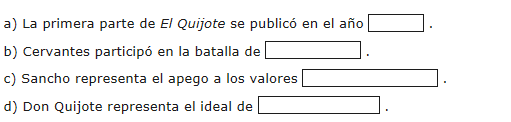 a) La primera parte de El Quijote se publicó en el año .
b) Cervantes participó en la batalla de .
c) Sancho representa el apego a los valores .
d) Don Quijote representa el ideal de .